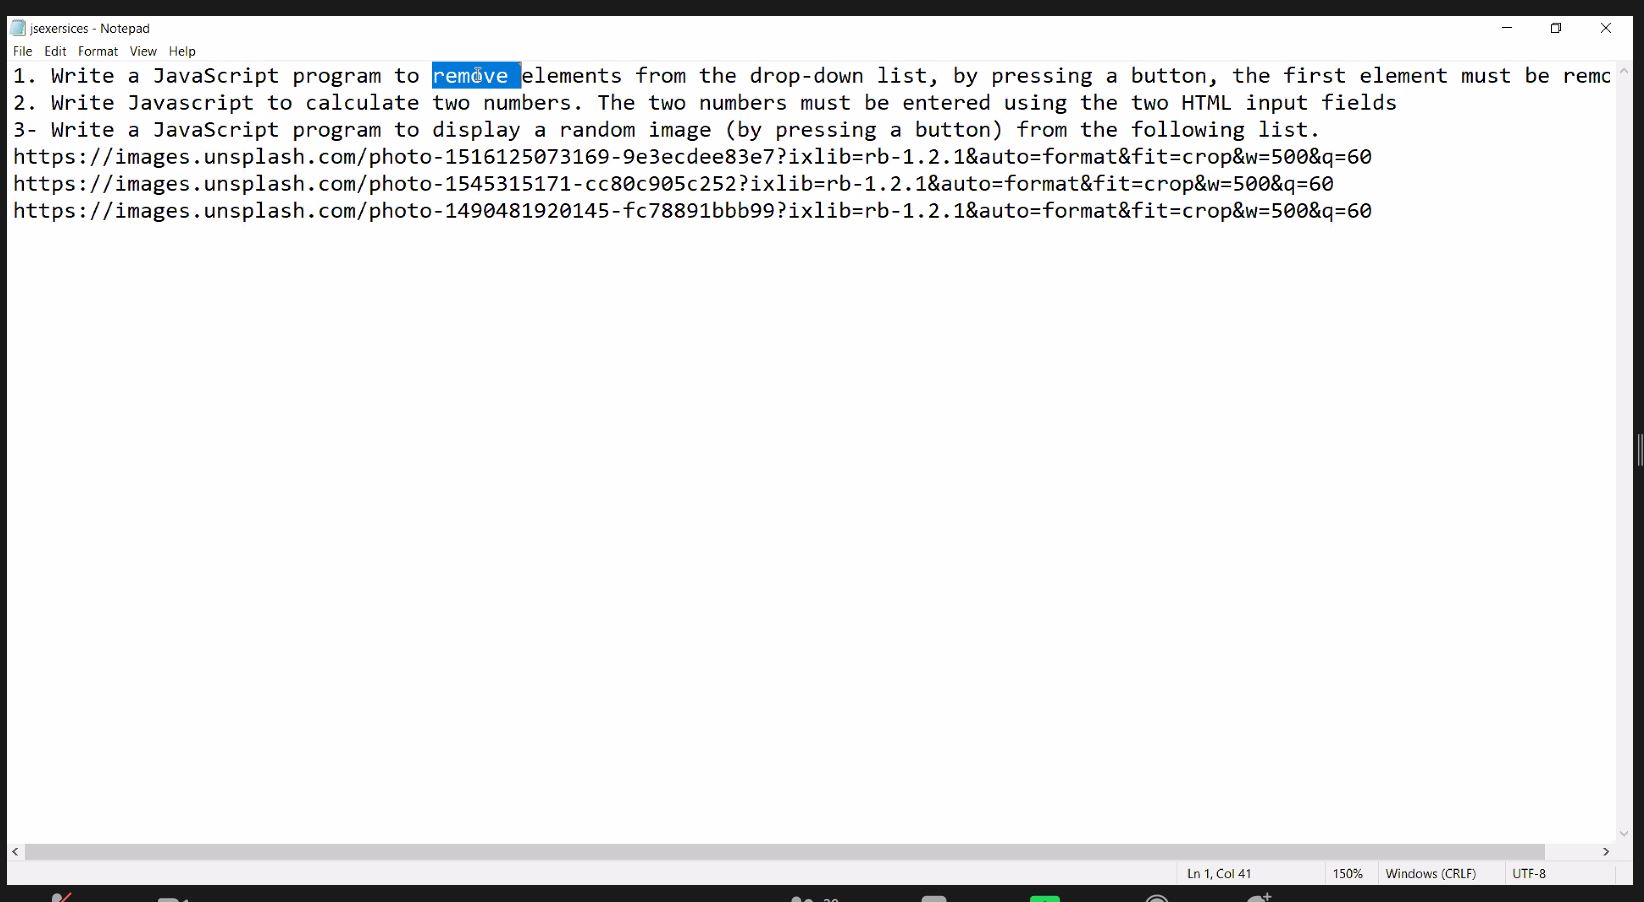 jsexersices - Notepad
File Edit Format View Help
1. Write a JavaScript program to remove elements from the drop-down list, by pressing a button, the first element must be remo
2. Write Javascript to calculate two numbers. The two numbers must be entered using the two HTML input fields
3- Write a JavaScript program to display a random image (by pressing a button) from the following list.
https://images.unsplash.com/photo-1516125073169-9e3ecdee83e7?ixlib=rb-1.2.1&auto=format&fit=crop&w=500&q=60
https://images.unsplash.com/photo-1545315171-cc80c905c252?ixlib=rb-1.2.1&auto=format&fit=crop&w=500&q=60
https://images.unsplash.com/photo-1490481920145-fc78891bbb99?ixlib=rb-1.2.1&auto=format&fit=crop&w=500&q=60
Ln 1, Col 41 150% Windows (CRLF) UTF-8